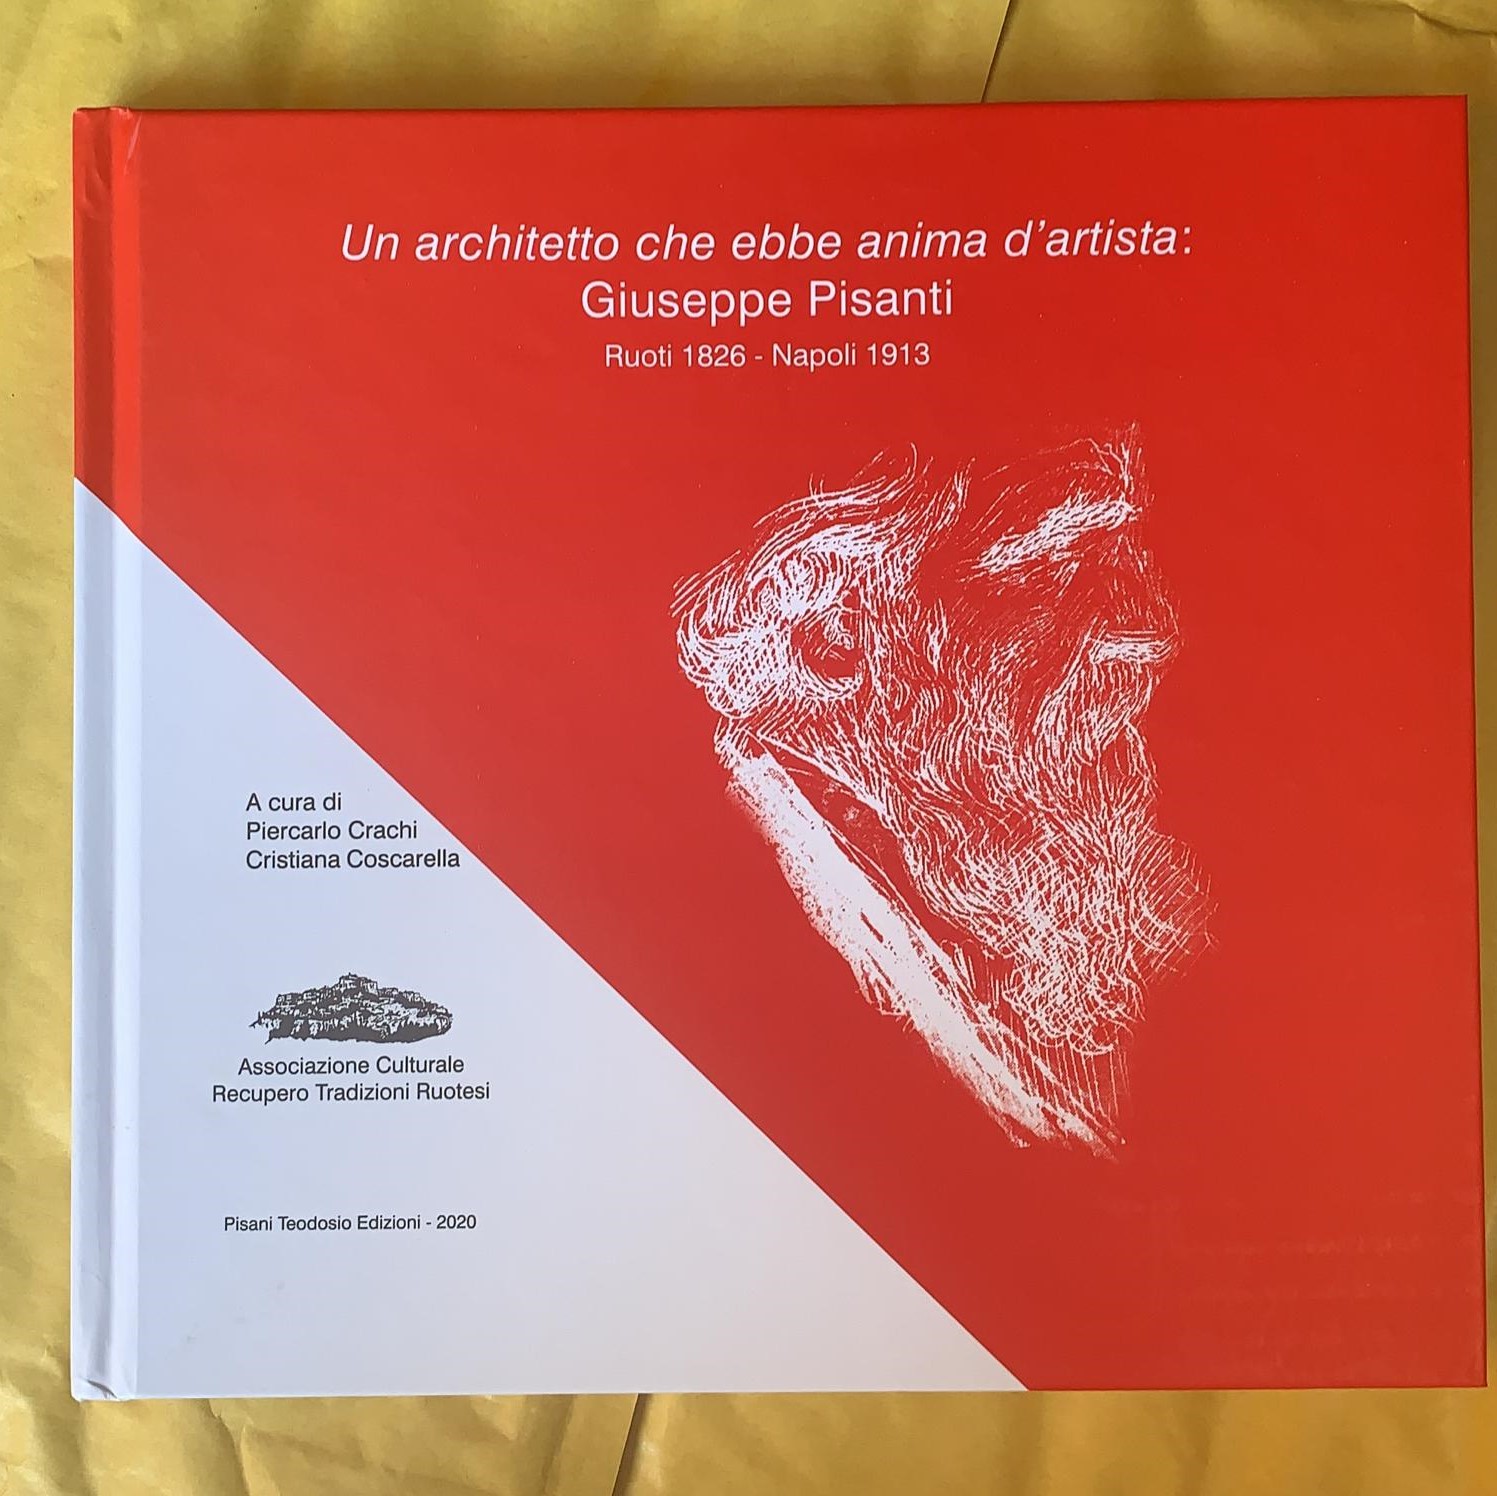 Un architetto che ebbe anima d'artista:
Giuseppe Pisanti
Ruoti 1826 - Napoli 1913
A cura di
Piercarlo Crachi
Cristiana Coscarella
Associazione Culturale
Recupero Tradizioni Ruotesi
Pisani Teodosio Edizioni - 2020